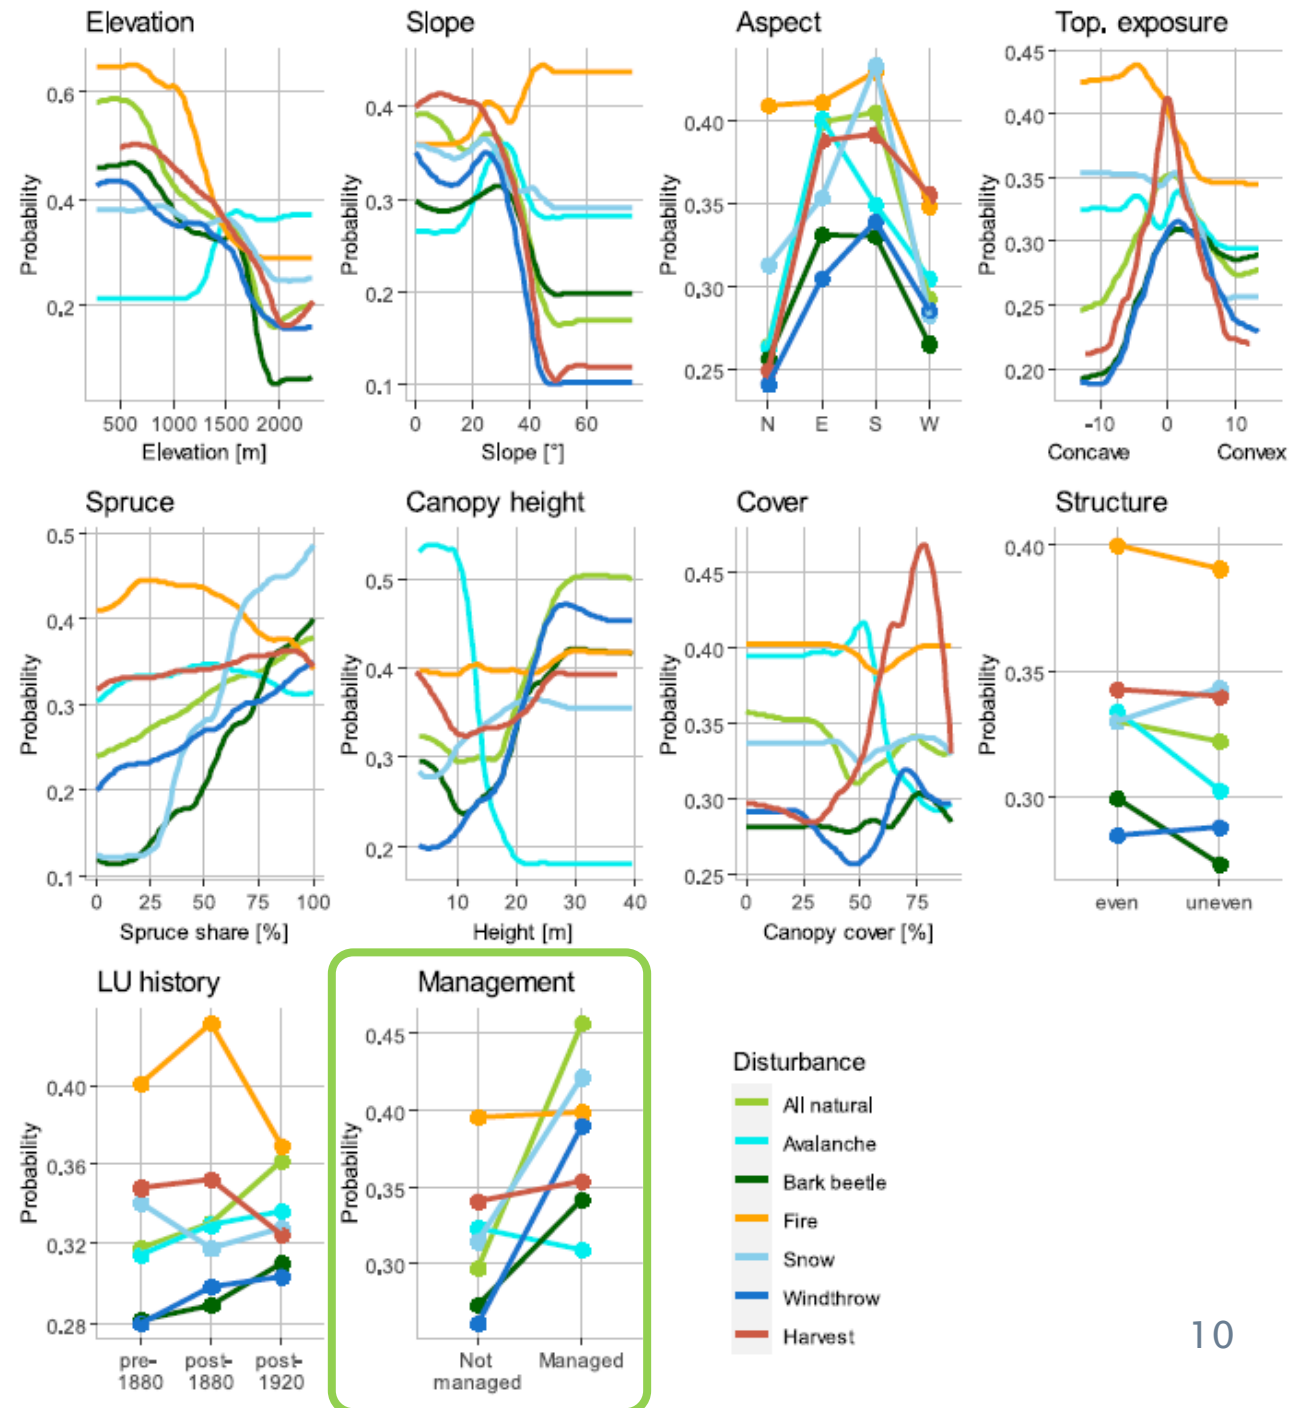 Elevation
Slope
Aspect
Top. exposure
Probability
0.6
0.4
0.2
500 1000 1500 2000
Elevation [m]
Probability
0.4
0.3
0.2
0.1
0 20 40 60
Slope [°]
Probability
0.40
0.35
0.30
0.25
N E S W
Probability
0.45
0.40
0.35
0.30
0.25
0.20
-10 0 10
Concave Convex
Spruce
Canopy height
Cover
Structure
Probability
0.5
0.4
0.3
0.2
0.1
0 25 50 75 100
Spruce share [%]
Probability
0.5
0.4
0.3
0.2
10 20 30 40
Height [m]
Probability
0.45
0.40
0.35
0.30
0.25
0 25 50 75
Canopy cover [%]
Probability
0.40
0.35
0.30
even uneven
LU history
Management
Probability
0.40
0.36
0.32
0.28
pre- post- post-
1880 1880 1920
Probability
0.45
0.40
0.35
0.30
Not Managed
managed
Disturbance
All natural
Avalanche
Bark beetle
Fire
Snow
Windthrow
Harvest
10